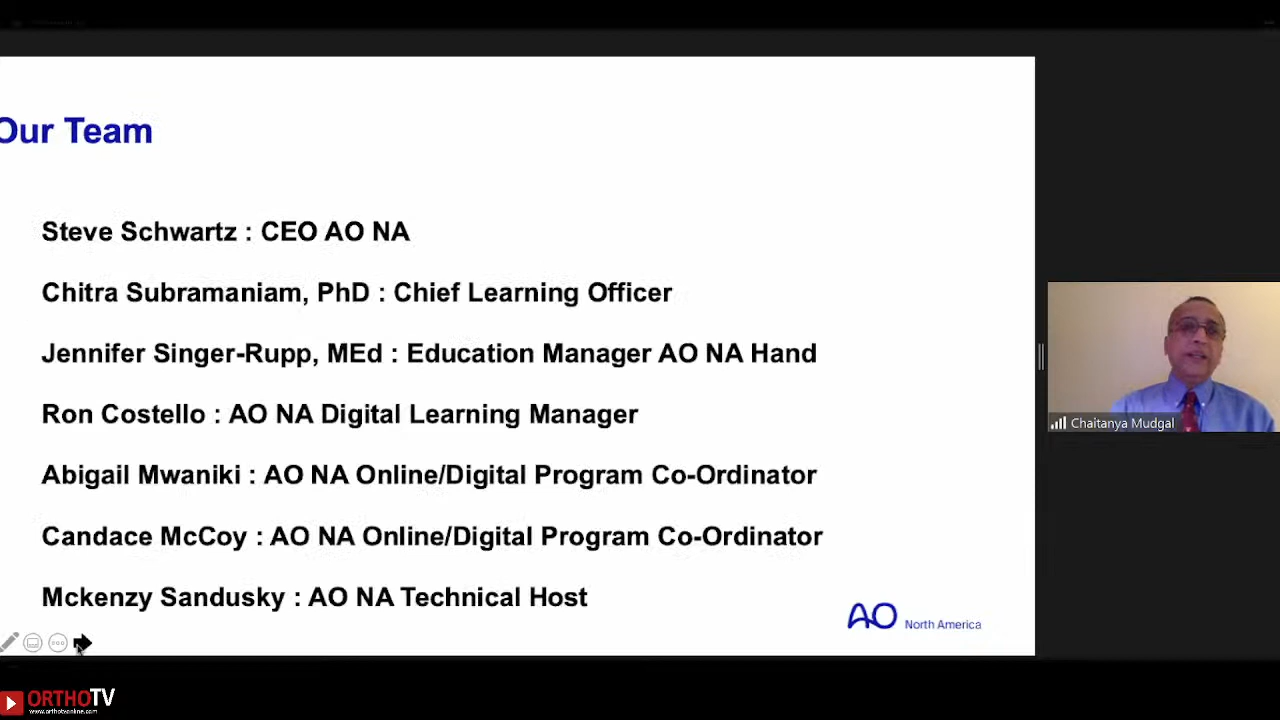 Our Team
Steve Schwartz : CEO AO NA
Chitra Subramaniam, PhD : Chief Learning Officer
Jennifer Singer-Rupp, MEd : Education Manager AO NA Hand
Ron Costello : AO NA Digital Learning Manager
Abigail Mwaniki : AO NA Online/Digital Program Co-Ordinator
Candace McCoy : AO NA Online/Digital Program Co-Ordinator
Mckenzy Sandusky : AO NA Technical Host
AO North America
Chaitanya Mudgal
ORTHOTV
www.orthotvonline.com